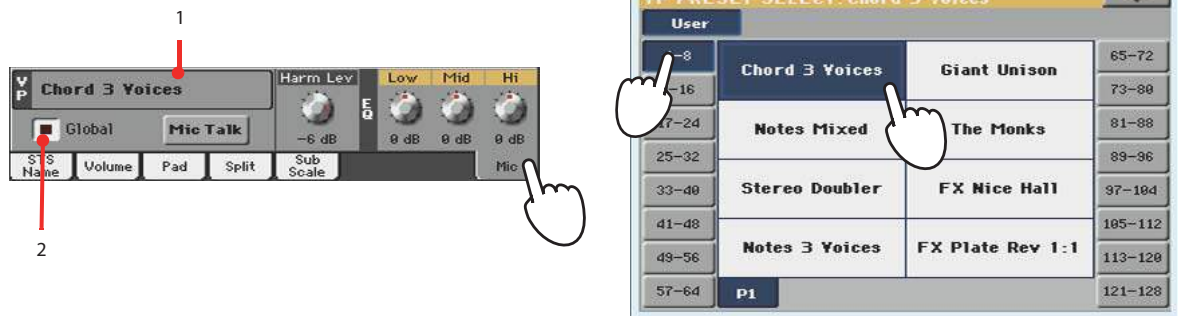 1
VP
Chord 3 Voices
Global
Mic Talk
Harm Lev
-6 dB
EQ
Low Mid Hi
0 dB 0 dB 0 dB
STS Name
Volume
Pad
Split
Sub Scale
Mic
2
User
65-72
73-80
17-24
81-88
25-32
89-96
33-40
97-104
41-48
105-112
49-56
113-120
57-64
121-128
Chord 3 Voices
Giant Unison
Notes Mixed
The Monks
Stereo Doubler
FX Nice Hall
Notes 3 Voices
FX Plate Rev 1:1
P1